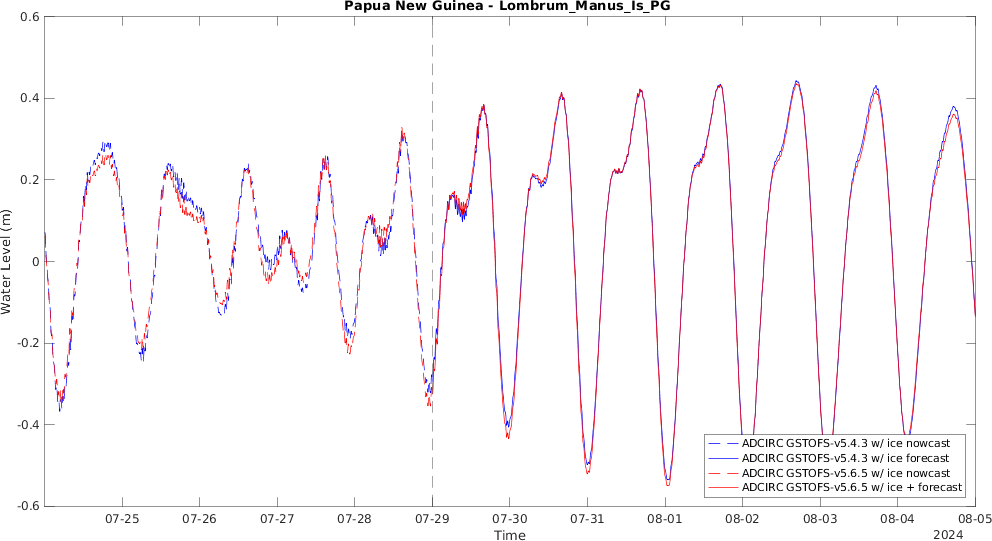 Papua New Guinea - Lombrum_Manus_Is_PG
Water Level (m)
0.6
0.4
0.2
0
-0.2
-0.4
-0.6
07-25
07-26
07-27
07-28
07-29
07-30
07-31
08-01
08-02
08-03
08-04
08-05
Time
2024
ADCIRC GSTOFS-v5.4.3 w/ ice nowcast
ADCIRC GSTOFS-v5.4.3 w/ ice forecast
ADCIRC GSTOFS-v5.6.5 w/ ice nowcast
ADCIRC GSTOFS-v5.6.5 w/ ice + forecast